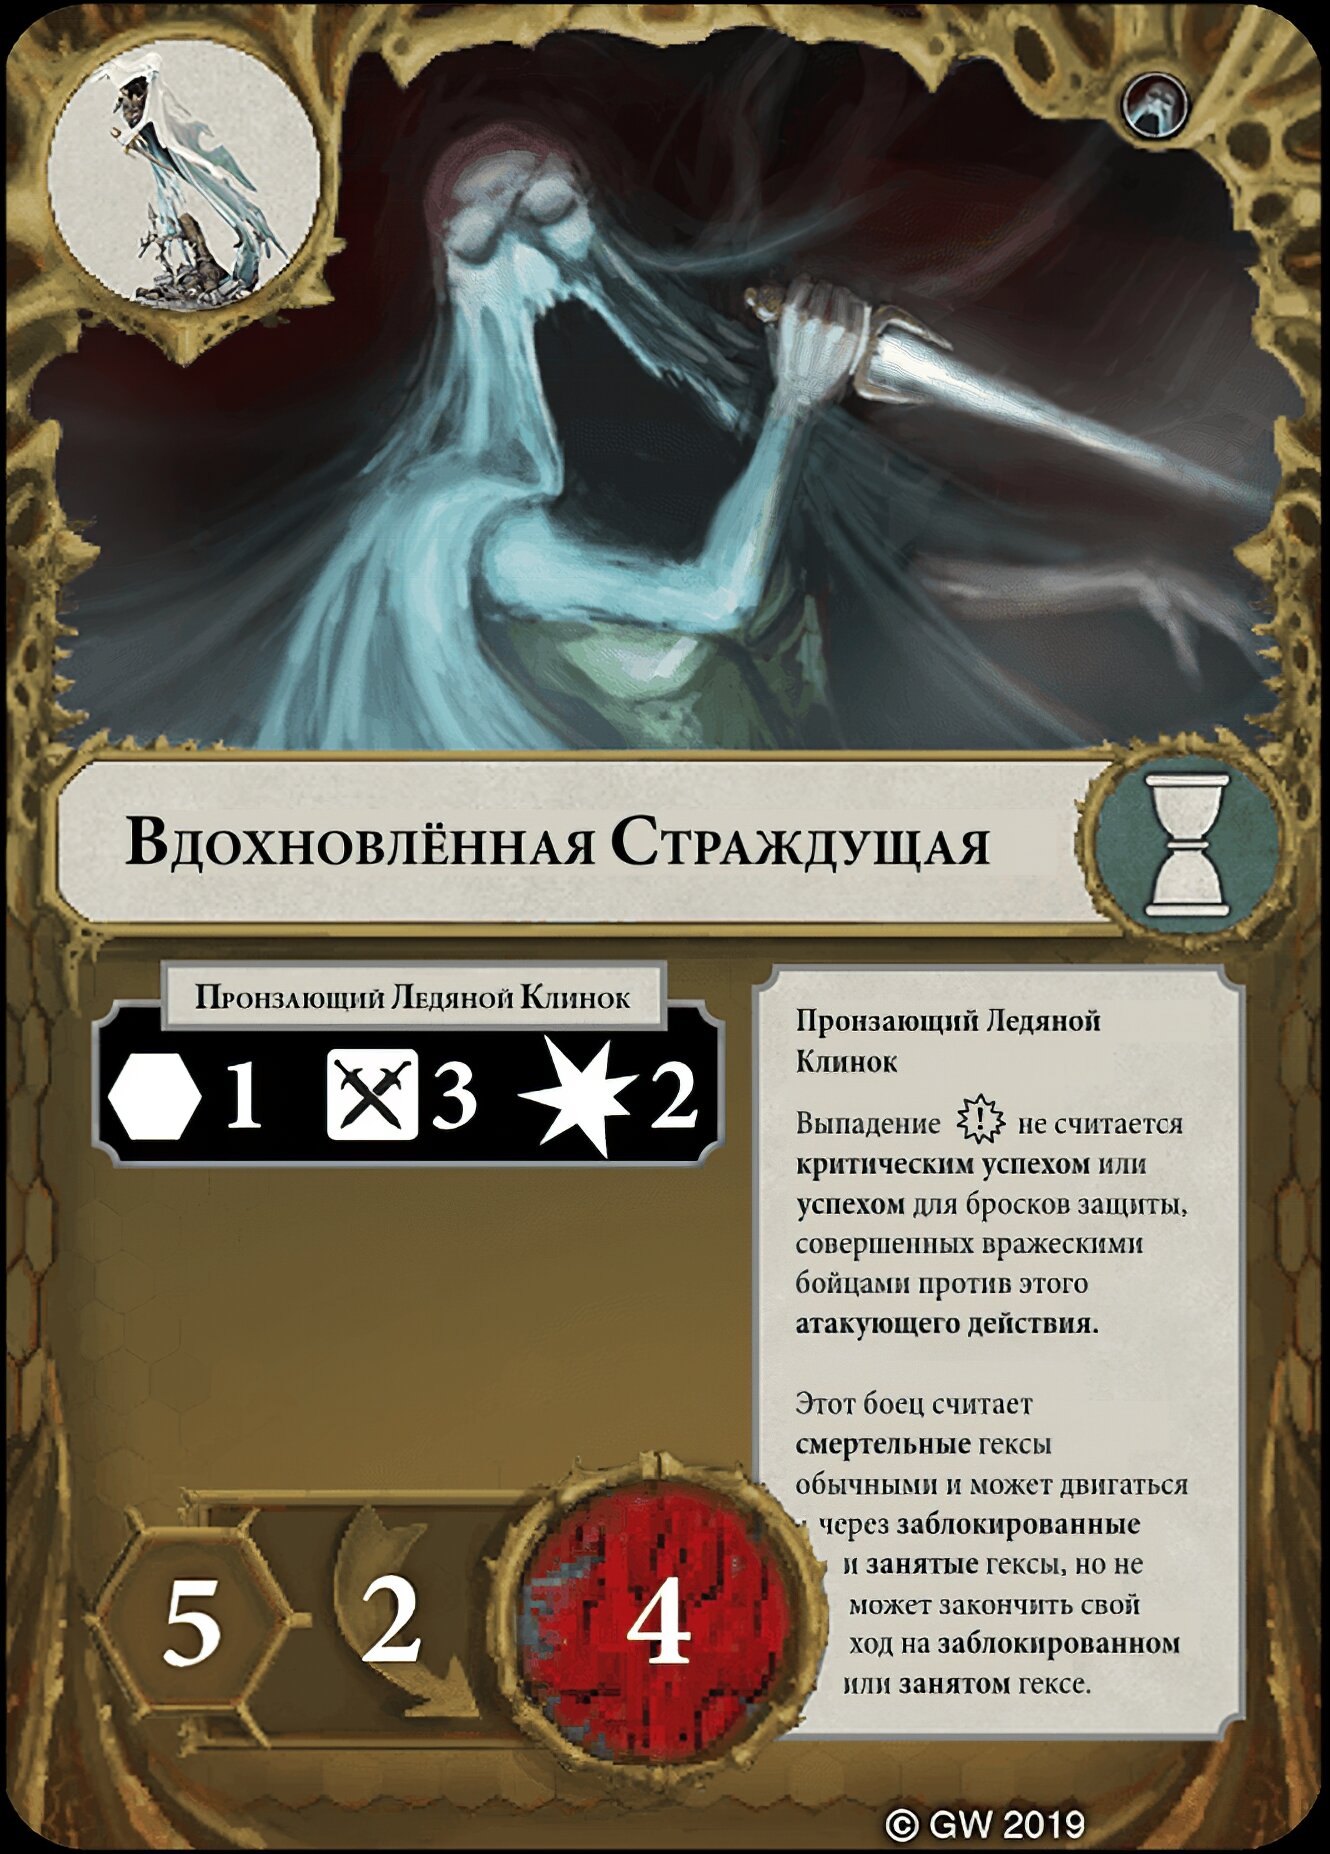 Вдохновлённая Страждущая
Пронзающий Ледяной Клинок
1 3 2
Пронзающий Ледяной
Клинок
Выпадение ! не считается
критическим успехом или
успехом для бросков защиты,
совершенных вражескими
бойцами против этого
атакующего действия.
Этот боец считает
смертельные гексы
обычными и может двигаться
через заблокированные
и занятые гексы, но не
может закончить свой
ход на заблокированном
или занятом гексе.
5 2 4
© GW 2019